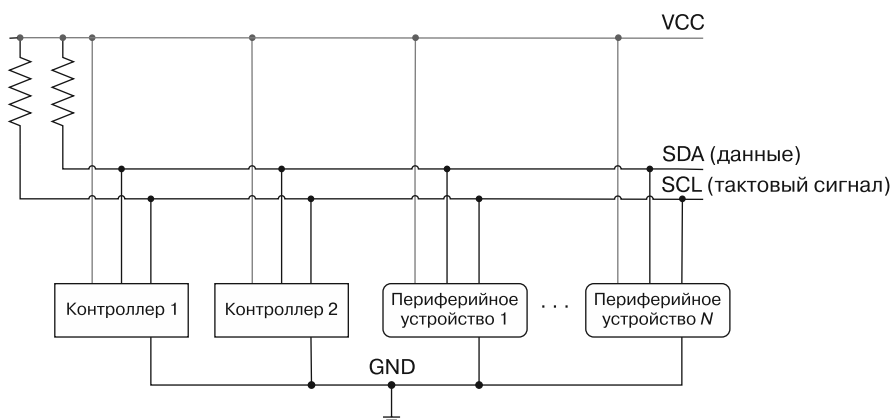 VCC
SDA (данные)
SCL (тактовый сигнал)
Контроллер 1
Контроллер 2
Периферийное
устройство 1
. . .
Периферийное
устройство N
GND